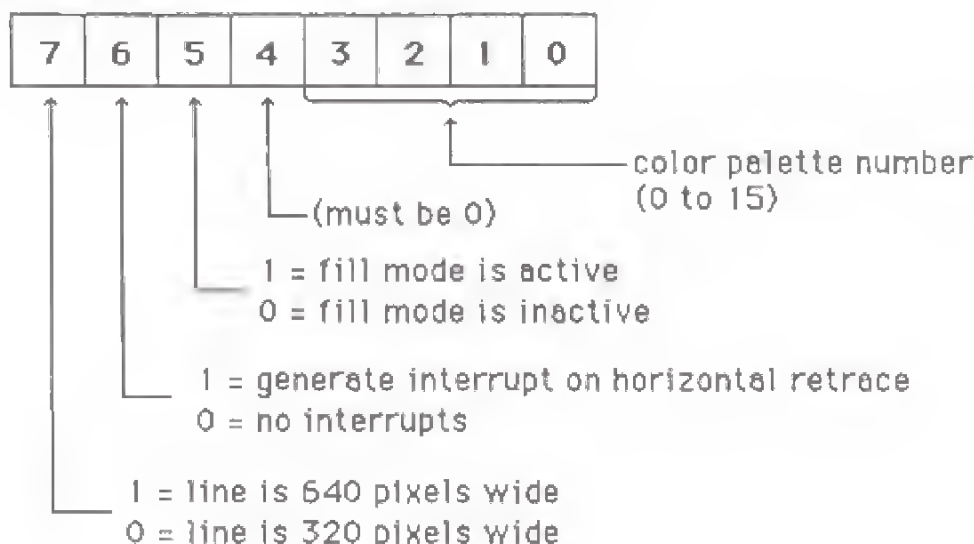 7 6 5 4 3 2 1 0
color palette number
(0 to 15)
(must be 0)
1 = fill mode is active
0 = fill mode is inactive
1 = generate interrupt on horizontal retrace
0 = no interrupts
1 = line is 640 pixels wide
0 = line is 320 pixels wide